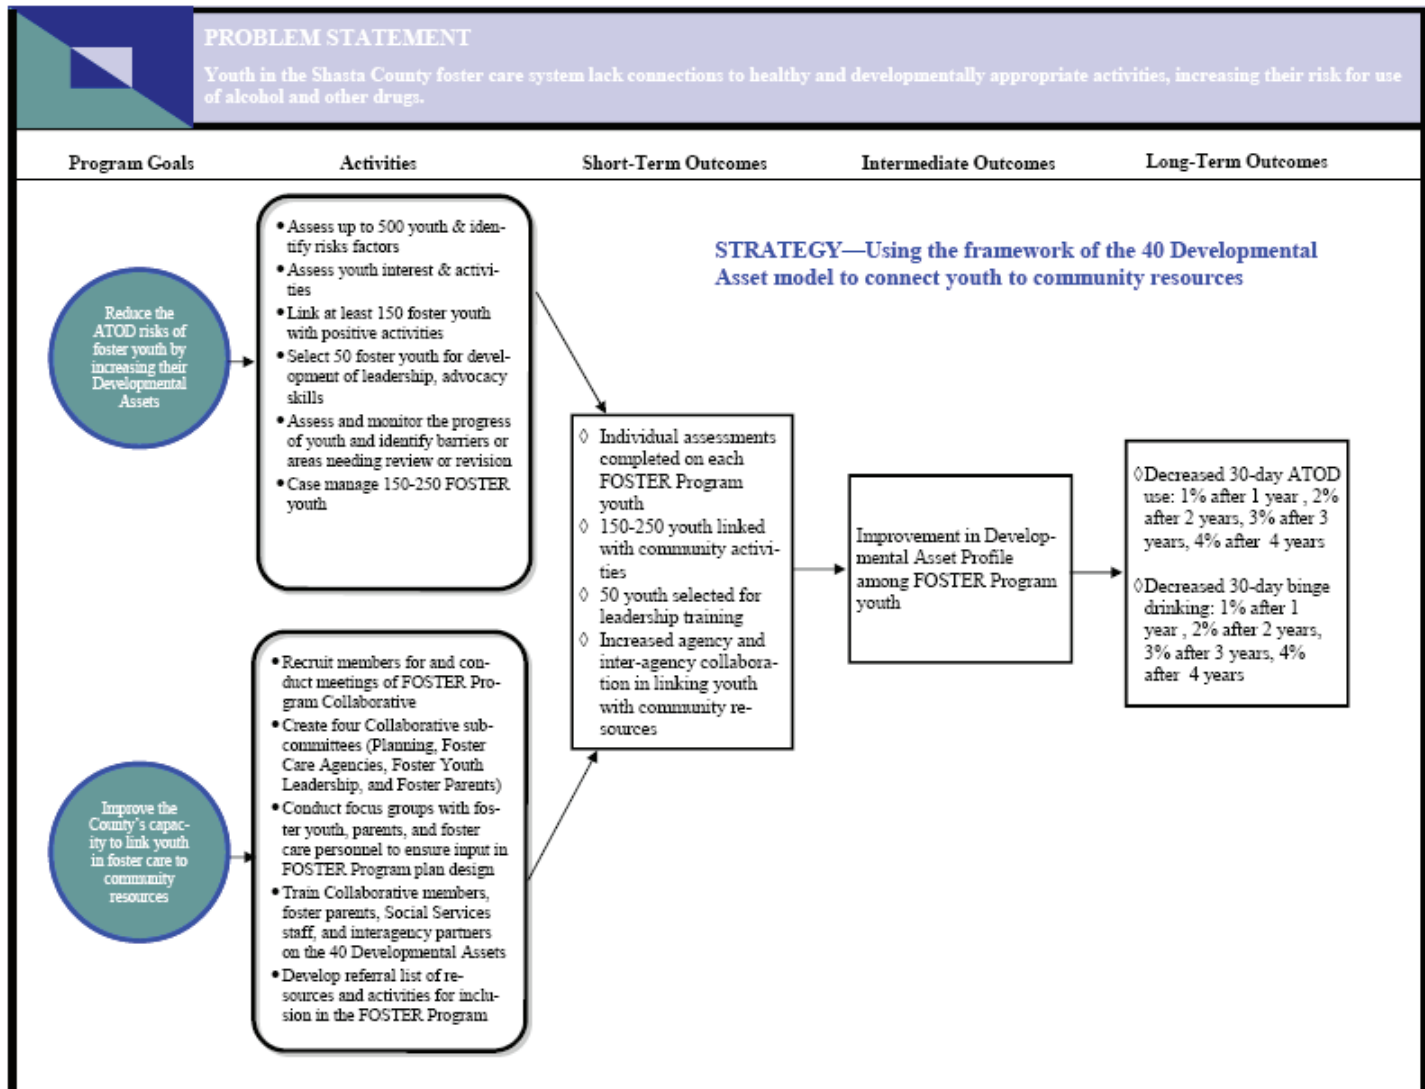 PROBLEM STATEMENT
Youth in the Shasta County foster care system lack connections to healthy and developmentally appropriate activities, increasing their risk for use
of alcohol and other drugs.
Program Goals
Activities
Short-Term Outcomes
Intermediate Outcomes
Long-Term Outcomes
STRATEGY—Using the framework of the 40 Developmental
Asset model to connect youth to community resources
Reduce the
ATOD risks of
foster youth by
increasing their
Developmental
Assets
• Assess up to 500 youth & iden-
tify risks factors
• Assess youth interest & activi-
ties
• Link at least 150 foster youth
with positive activities
• Select 50 foster youth for devel-
opment of leadership, advocacy
skills
• Assess and monitor the progress
of youth and identify barriers or
areas needing review or revision
• Case manage 150-250 FOSTER
youth
Improve the
County's capac-
ity to link youth
in foster care to
community
resources
• Recruit members for and con-
duct meetings of FOSTER Pro-
gram Collaborative
• Create four Collaborative sub-
committees (Planning, Foster
Care Agencies, Foster Youth
Leadership, and Foster Parents)
• Conduct focus groups with fos-
ter youth, parents, and foster
care personnel to ensure input in
FOSTER Program plan design
• Train Collaborative members,
foster parents, Social Services
staff, and interagency partners
on the 40 Developmental Assets
• Develop referral list of re-
sources and activities for inclu-
sion in the FOSTER Program
◊ Individual assessments
completed on each
FOSTER Program
youth
◊ 150-250 youth linked
with community activi-
ties
◊ 50 youth selected for
leadership training
◊ Increased agency and
inter-agency collabora-
tion in linking youth
with community re-
sources
Improvement in Develop-
mental Asset Profile
among FOSTER Program
youth
◊Decreased 30-day ATOD
use: 1% after 1 year , 2%
after 2 years, 3% after 3
years, 4% after 4 years
◊Decreased 30-day binge
drinking: 1% after 1
year , 2% after 2 years,
3% after 3 years, 4%
after 4 years